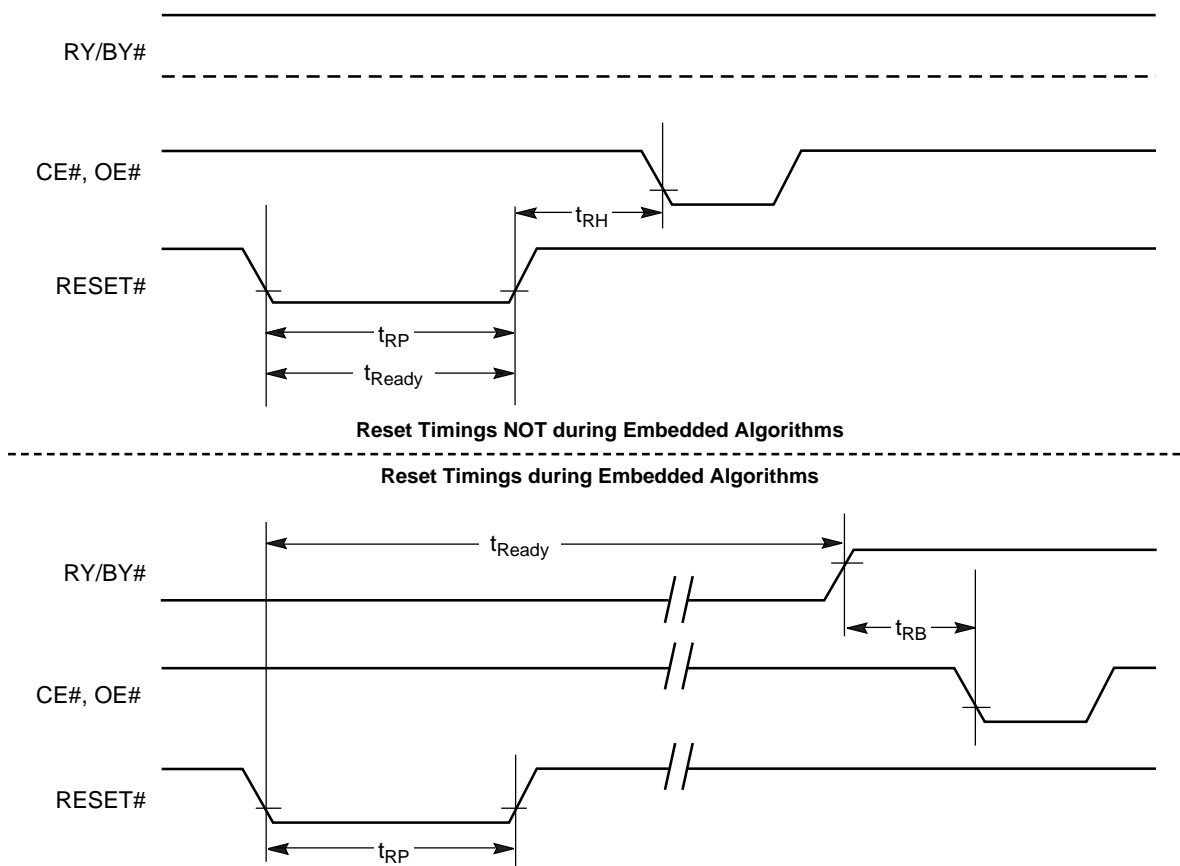 RY/BY#
CE#, OE#
tRH
RESET#
tRP
tReady
Reset Timings NOT during Embedded Algorithms
Reset Timings during Embedded Algorithms
tReady
RY/BY#
tRB
CE#, OE#
RESET#
tRP